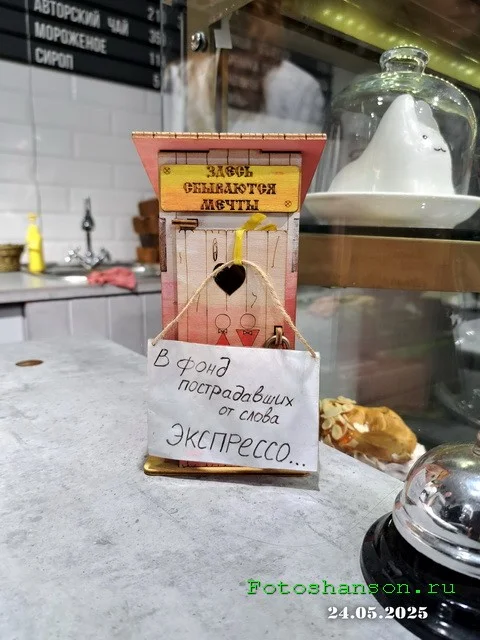 АВТОРСКИЙ ЧАЙ
МОРОЖЕНОЕ
СИРОП
ЗДЕСЬ
СБЫВАЮТСЯ
МЕЧТЫ
В фонд
пострадавших
от слова
ЭКСПРЕССО...
Fotoshanson.ru
24.05.2025